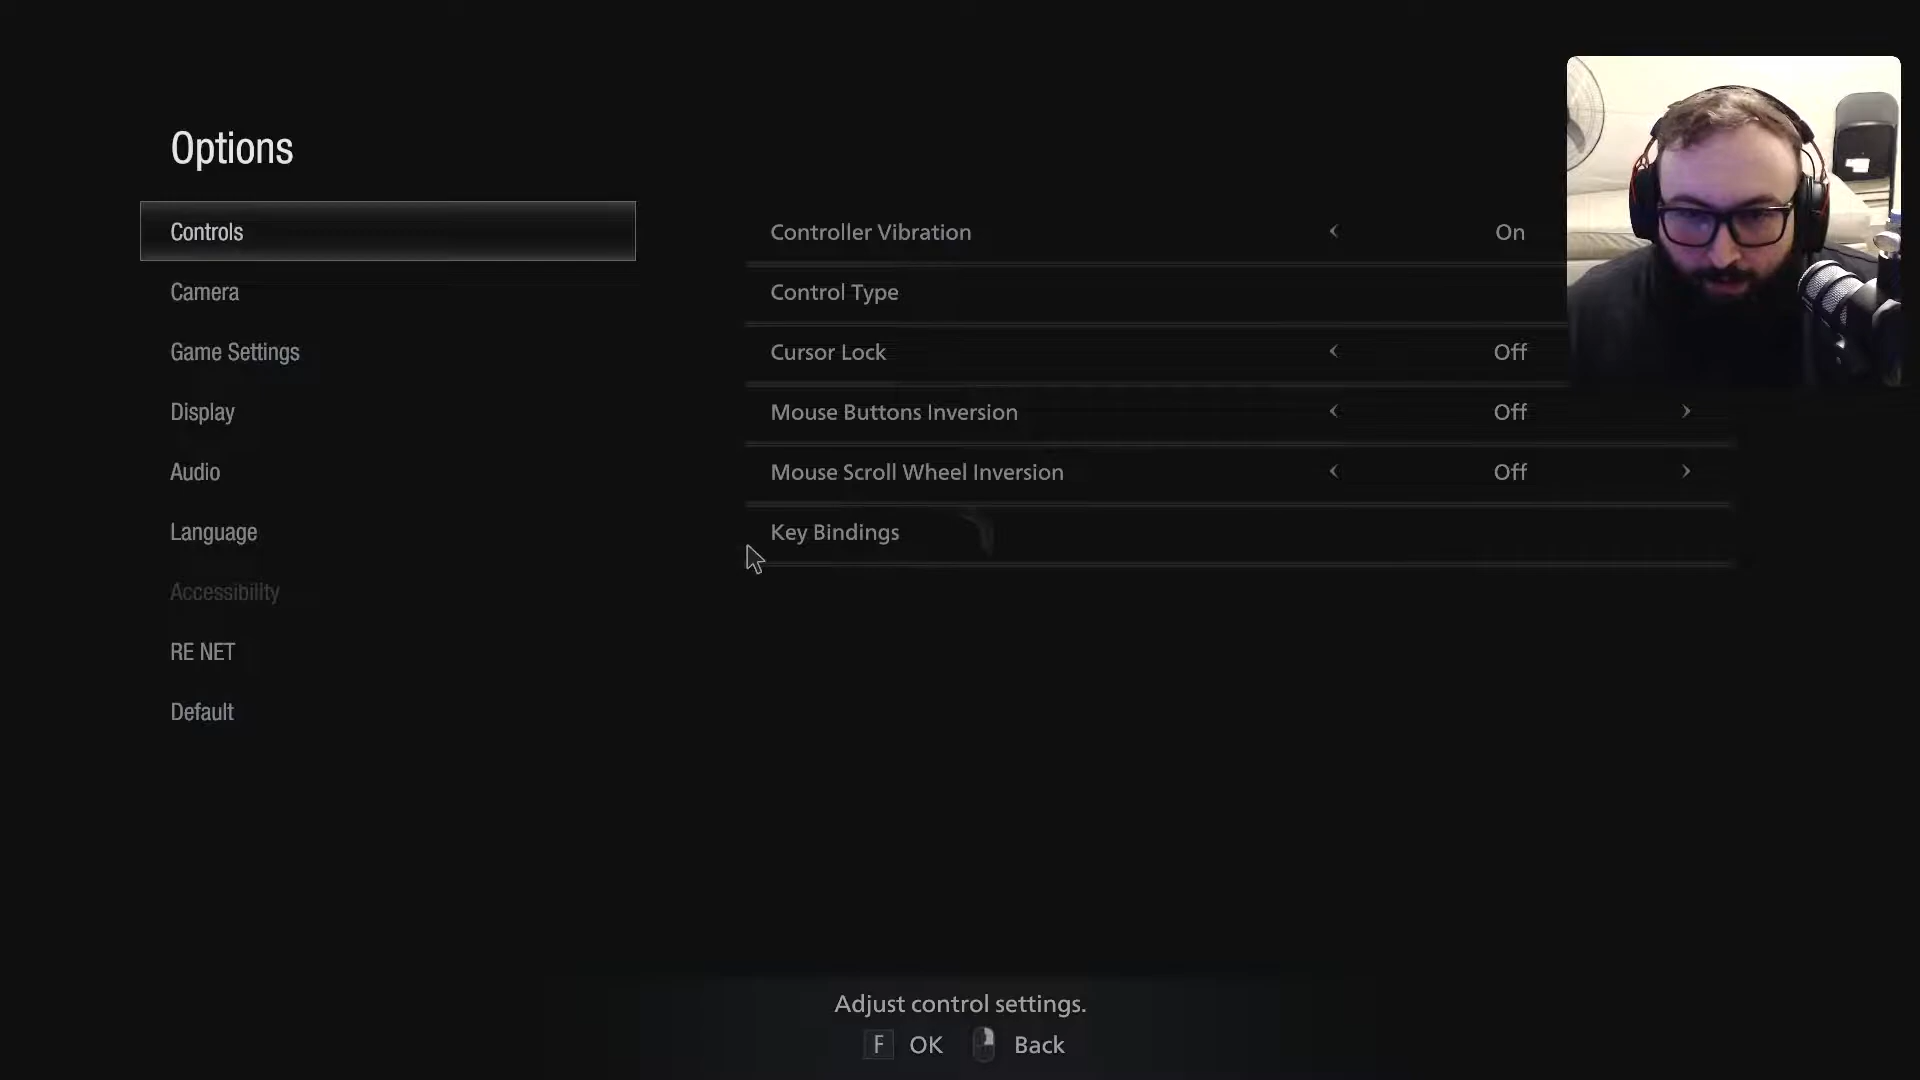 Options
Controls
Camera
Game Settings
Display
Audio
Language
Accessibility
RE NET
Default
Controller Vibration On
Control Type
Cursor Lock Off
Mouse Buttons Inversion Off
Mouse Scroll Wheel Inversion Off
Key Bindings
Adjust control settings.
F OK Back